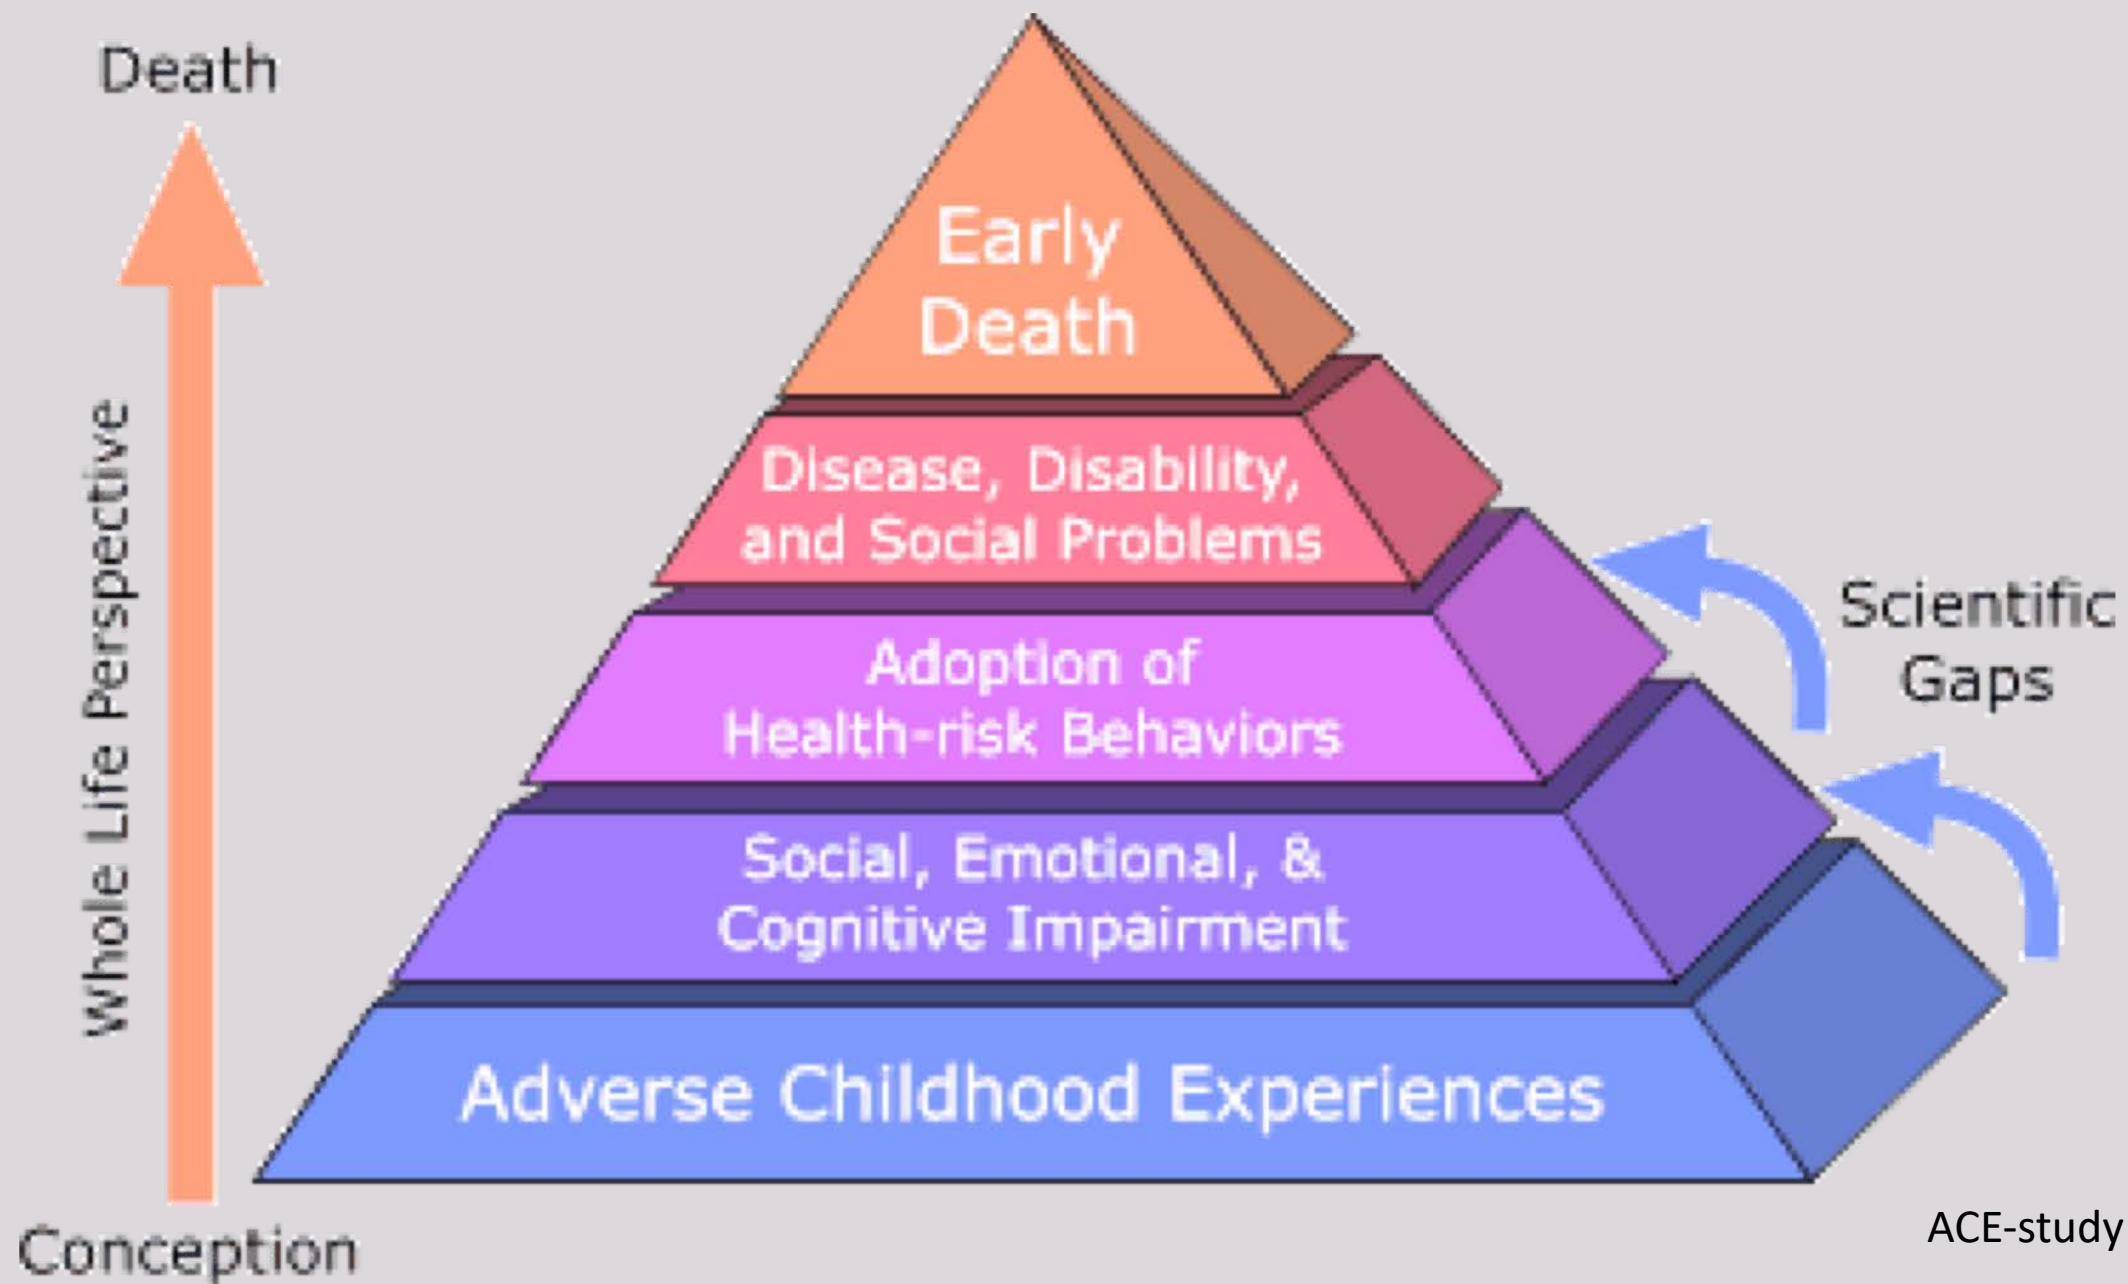 Death
Whole Life Perspective
Conception
Early
Death
Disease, Disability,
and Social Problems
Adoption of
Health-risk Behaviors
Social, Emotional, &
Cognitive Impairment
Adverse Childhood Experiences
Scientific
Gaps
ACE-study